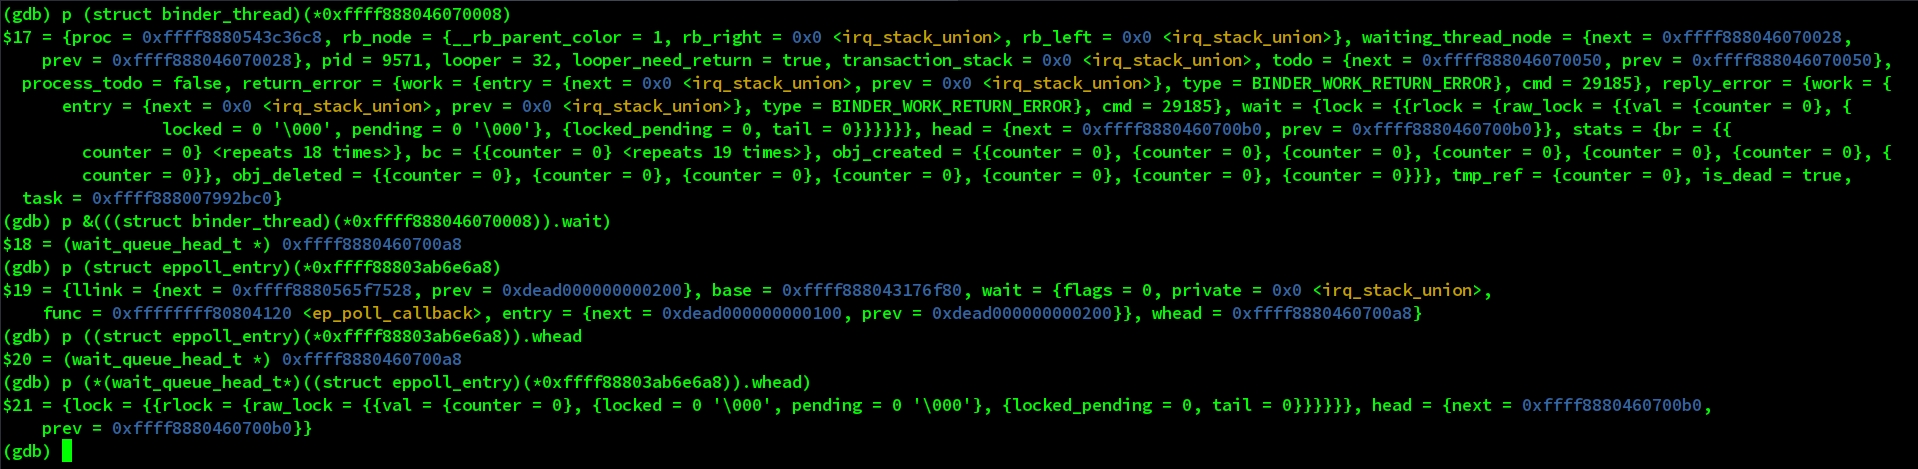 (gdb) p (struct binder_thread)(*0xffff888046070008)
$17 = {proc = 0xffff8880543c36c8, rb_node = {__rb_parent_color = 1, rb_right = 0x0 <irq_stack_union>, rb_left = 0x0 <irq_stack_union>}, waiting_thread_node = {next = 0xffff888046070028,
prev = 0xffff888046070028}, pid = 9571, looper = 32, looper_need_return = true, transaction_stack = 0x0 <irq_stack_union>, todo = {next = 0xffff888046070050, prev = 0xffff888046070050},
process_todo = false, return_error = {work = {entry = {next = 0x0 <irq_stack_union>, prev = 0x0 <irq_stack_union>}, type = BINDER_WORK_RETURN_ERROR}, cmd = 29185}, reply_error = {work = {
entry = {next = 0x0 <irq_stack_union>, prev = 0x0 <irq_stack_union>}, type = BINDER_WORK_RETURN_ERROR}, cmd = 29185}, wait = {lock = {{rlock = {raw_lock = {{val = {counter = 0}, {
locked = 0 '\000', pending = 0 '\000'}, {locked_pending = 0, tail = 0}}}}}}, head = {next = 0xffff8880460700b0, prev = 0xffff8880460700b0}}, stats = {br = {{
counter = 0} <repeats 18 times>}, bc = {{counter = 0} <repeats 19 times>}, obj_created = {{counter = 0}, {counter = 0}, {counter = 0}, {counter = 0}, {counter = 0}, {counter = 0}, {
counter = 0}}, obj_deleted = {{counter = 0}, {counter = 0}, {counter = 0}, {counter = 0}, {counter = 0}, {counter = 0}, {counter = 0}}}, tmp_ref = {counter = 0}, is_dead = true,
task = 0xffff888007992bc0}
(gdb) p &(((struct binder_thread)(*0xffff888046070008)).wait)
$18 = (wait_queue_head_t *) 0xffff8880460700a8
(gdb) p (struct eppoll_entry)(*0xffff88803ab6e6a8)
$19 = {llink = {next = 0xffff8880565f7528, prev = 0xdead000000000200}, base = 0xffff888043176f80, wait = {flags = 0, private = 0x0 <irq_stack_union>,
func = 0xffffffff80804120 <ep_poll_callback>, entry = {next = 0xdead000000000100, prev = 0xdead000000000200}}, whead = 0xffff8880460700a8}
(gdb) p ((struct eppoll_entry)(*0xffff88803ab6e6a8)).whead
$20 = (wait_queue_head_t *) 0xffff8880460700a8
(gdb) p (*(wait_queue_head_t*)((struct eppoll_entry)(*0xffff88803ab6e6a8)).whead)
$21 = {lock = {{rlock = {raw_lock = {{val = {counter = 0}, {locked = 0 '\000', pending = 0 '\000'}, {locked_pending = 0, tail = 0}}}}}}, head = {next = 0xffff8880460700b0,
prev = 0xffff8880460700b0}}
(gdb)